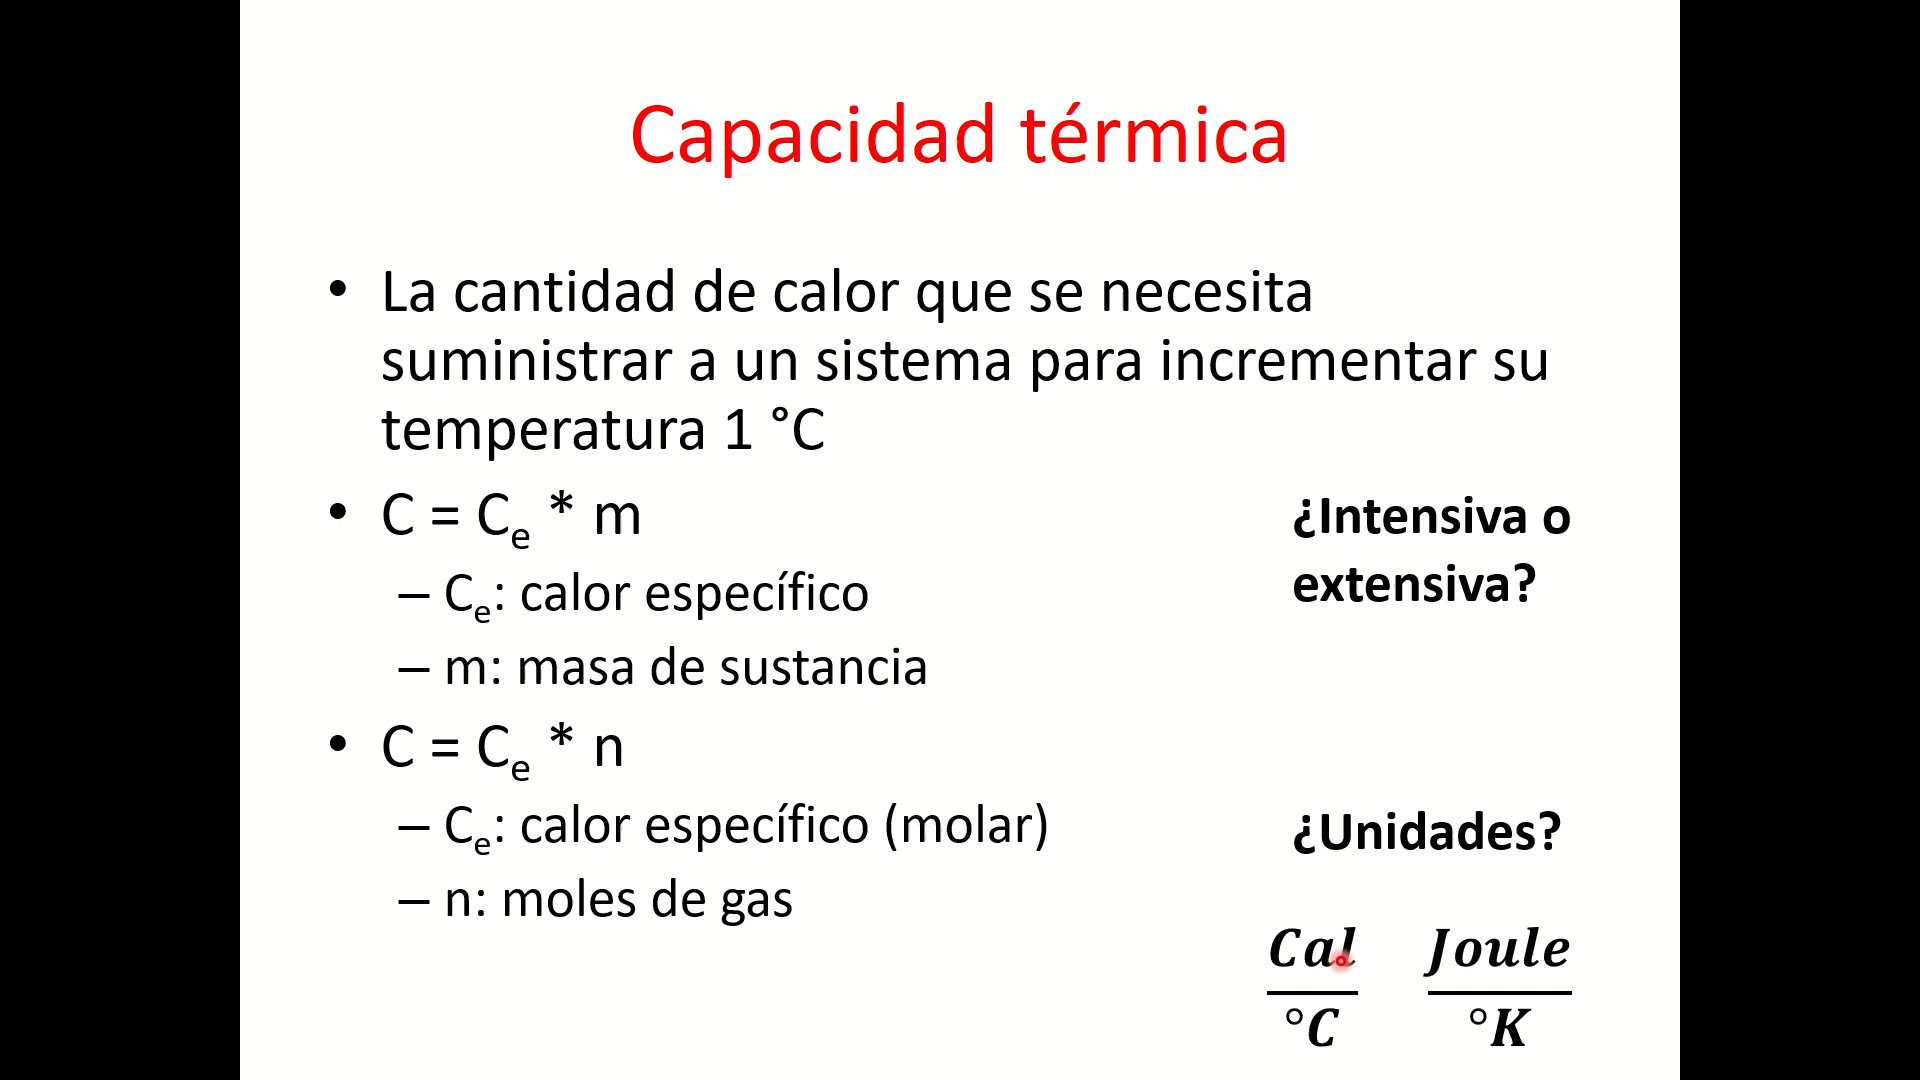 Capacidad térmica
• La cantidad de calor que se necesita
suministrar a un sistema para incrementar su
temperatura 1 °C
• C = Cₑ * m
– Cₑ: calor específico
– m: masa de sustancia
• C = Cₑ * n
– Cₑ: calor específico (molar)
– n: moles de gas
¿Intensiva o
extensiva?
¿Unidades?
Cal Joule
°C °K